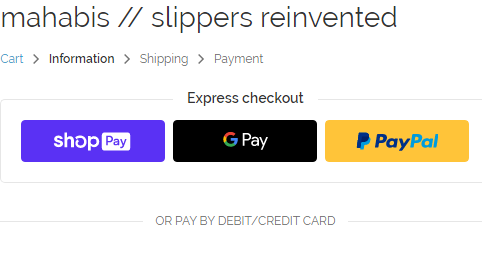 mahabis // slippers reinvented
Cart > Information > Shipping > Payment
Express checkout
shop Pay G Pay PayPal
OR PAY BY DEBIT/CREDIT CARD